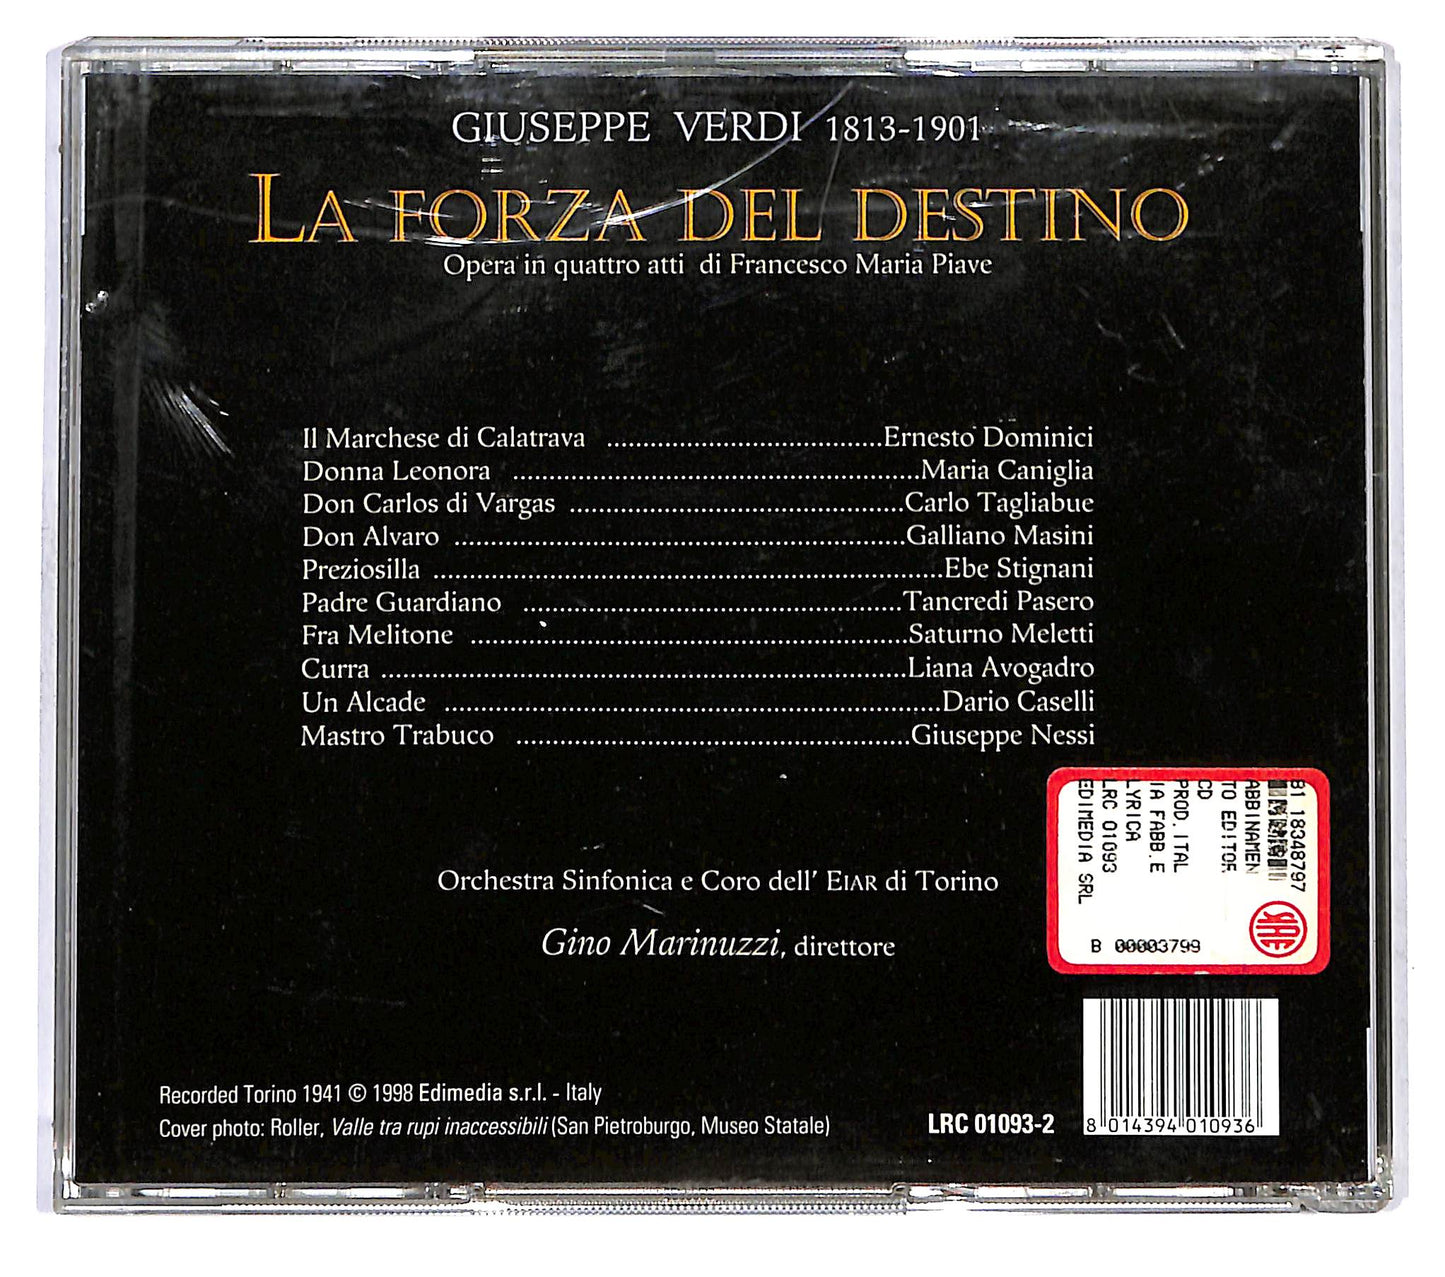 GIUSEPPE VERDI 1813-1901
LA FORZA DEL DESTINO
Opera in quattro atti di Francesco Maria Piave
Il Marchese di Calatrava ......................................Ernesto Dominici
Donna Leonora .........................................................Maria Caniglia
Don Carlos di Vargas ..............................................Carlo Tagliabue
Don Alvaro ...............................................................Galliano Masini
Preziosilla .......................................................................Ebe Stignani
Padre Guardiano .....................................................Tancredi Pasero
Fra Melitone .............................................................Saturno Meletti
Curra .........................................................................Liana Avogadro
Un Alcade .....................................................................Dario Caselli
Mastro Trabuco .......................................................Giuseppe Nessi
Orchestra Sinfonica e Coro dell' EIAR di Torino
Gino Marinuzzi, direttore
81 18348797
ABBINAMEN
TO EDITOR
CD
PROD.ITAL
IA FABB.E
LYRICA
LRC 01093
EDIMEDIA SRL
B 00003799
SIAE
Recorded Torino 1941 © 1998 Edimedia s.r.l. - Italy
Cover photo: Roller, Valle tra rupi inaccessibili (San Pietroburgo, Museo Statale)
LRC 01093-2
8 014394 010936